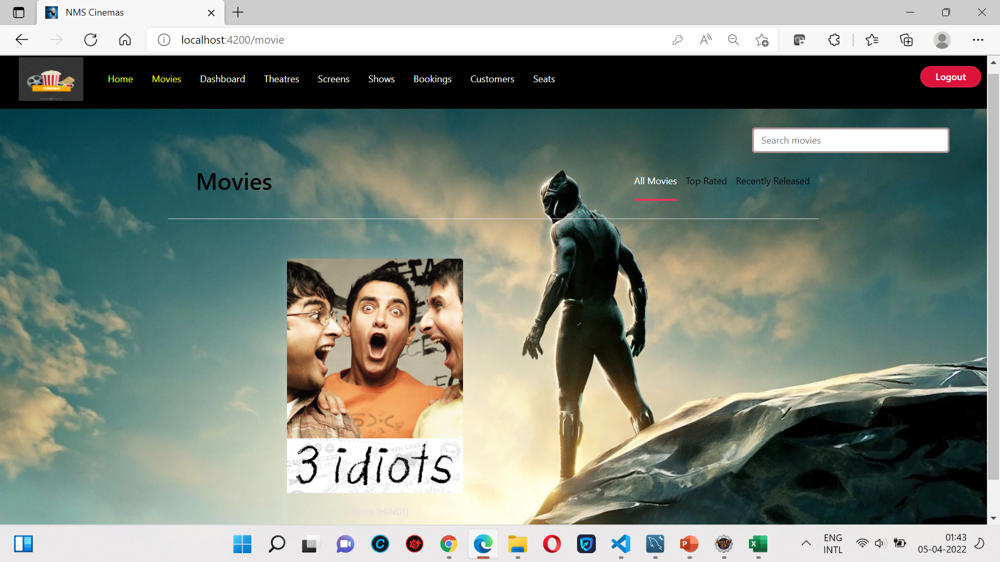 NMS Cinemas
localhost:4200/movie
CINEMA
Home Movies Dashboard Theatres Screens Shows Bookings Customers Seats
Logout
Search movies
Movies
All Movies Top Rated Recently Released
3 idiots
Idiots [HINDI]
ENG
INTL
01:43
05-04-2022